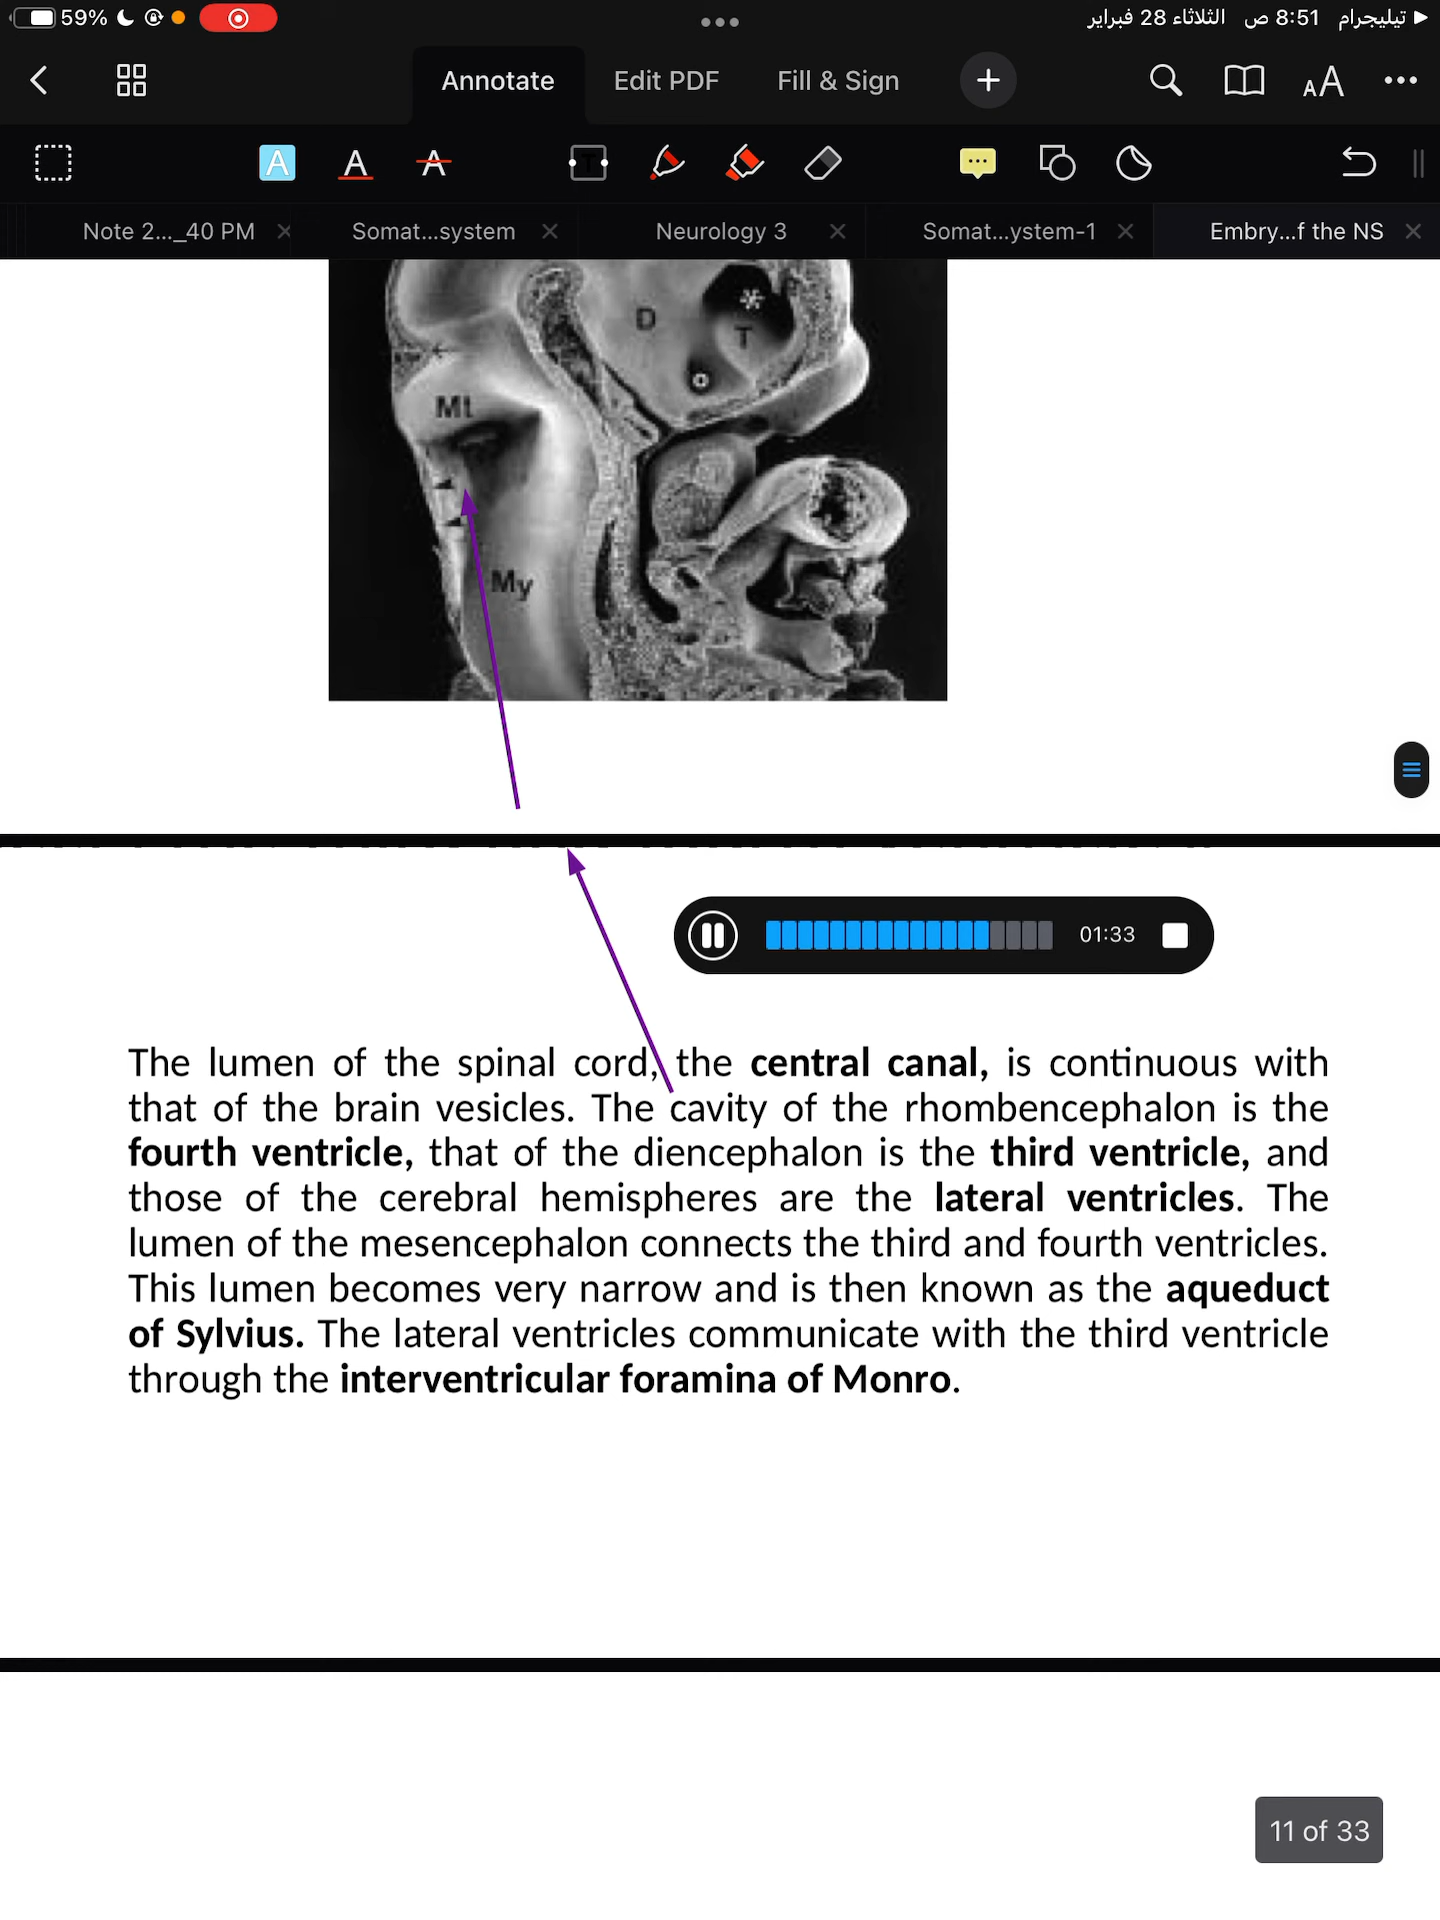 59%
الثلاثاء 28 فبراير 8:51 ص تيليجرام
Annotate Edit PDF Fill & Sign
AA
A A A T
Note 2..._40 PM Somat...system Neurology 3 Somat...ystem-1 Embry...f the NS
D
*
T
Mt
My
01:33
The lumen of the spinal cord, the central canal, is continuous with
that of the brain vesicles. The cavity of the rhombencephalon is the
fourth ventricle, that of the diencephalon is the third ventricle, and
those of the cerebral hemispheres are the lateral ventricles. The
lumen of the mesencephalon connects the third and fourth ventricles.
This lumen becomes very narrow and is then known as the aqueduct
of Sylvius. The lateral ventricles communicate with the third ventricle
through the interventricular foramina of Monro.
11 of 33